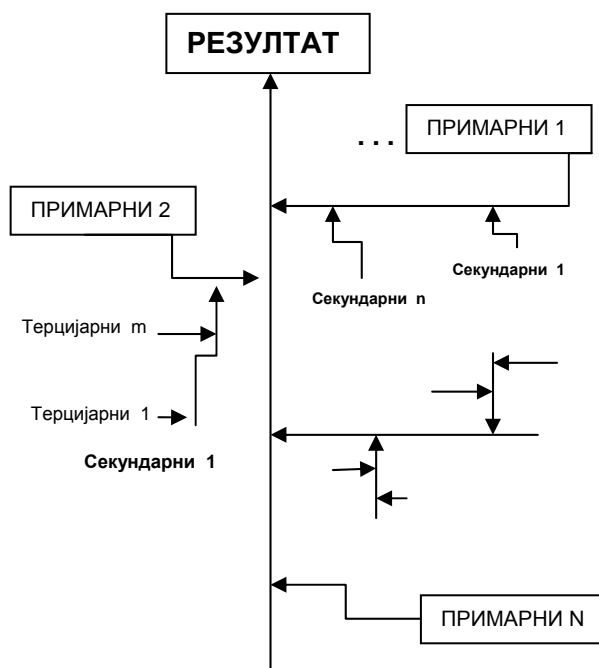 РЕЗУЛТАТ
... ПРИМАРНИ 1
ПРИМАРНИ 2
Секундарни 1
Секундарни n
Терцијарни m
Терцијарни 1
Секундарни 1
ПРИМАРНИ N